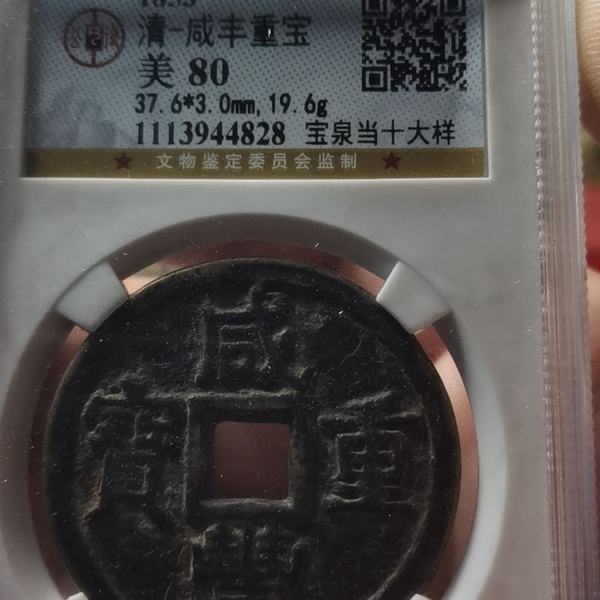 清-咸丰重宝
美 80
37.6*3.0mm,19.6g
1113944828 宝泉当十大样
★ 文物鉴定委员会监制 ★
咸
寶 重
豐